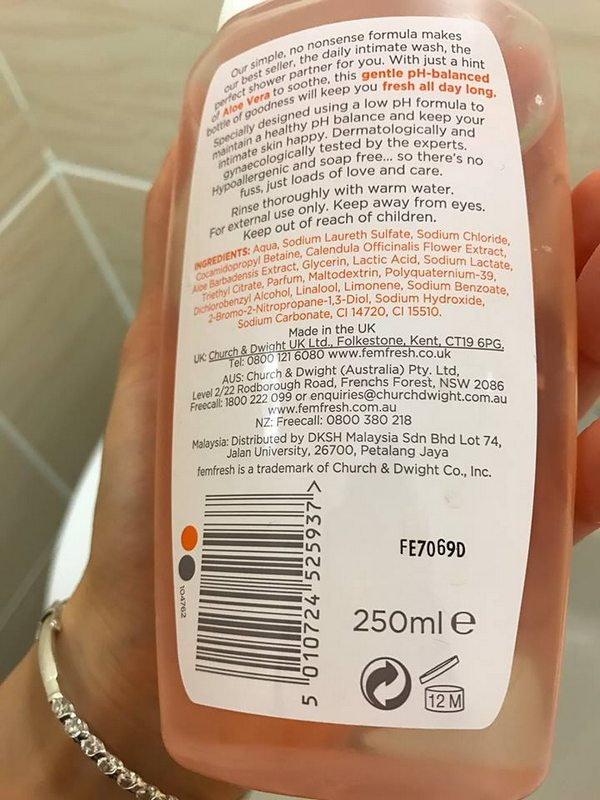 Our simple, no nonsense formula makes
our best seller, the daily intimate wash, the
perfect shower partner for you. With just a hint
of Aloe Vera to soothe, this gentle pH-balanced
bottle of goodness will keep you fresh all day long.
Specially designed using a low pH formula to
maintain a healthy pH balance and keep your
intimate skin happy. Dermatologically and
gynaecologically tested by the experts.
Hypoallergenic and soap free... so there's no
fuss, just loads of love and care.
Rinse thoroughly with warm water.
For external use only. Keep away from eyes.
Keep out of reach of children.
INGREDIENTS: Aqua, Sodium Laureth Sulfate, Sodium Chloride,
Cocamidopropyl Betaine, Calendula Officinalis Flower Extract,
Aloe Barbadensis Extract, Glycerin, Lactic Acid, Sodium Lactate,
Triethyl Citrate, Parfum, Maltodextrin, Polyquaternium-39,
Dichlorobenzyl Alcohol, Linalool, Limonene, Sodium Benzoate,
2-Bromo-2-Nitropropane-1,3-Diol, Sodium Hydroxide,
Sodium Carbonate, CI 14720, CI 15510.
Made in the UK
UK: Church & Dwight UK Ltd., Folkestone, Kent, CT19 6PG,
Tel: 0800 121 6080 www.femfresh.co.uk
AUS: Church & Dwight (Australia) Pty. Ltd,
Level 2/22 Rodborough Road, Frenchs Forest, NSW 2086
Freecall: 1800 222 099 or enquiries@churchdwight.com.au
www.femfresh.com.au
NZ: Freecall: 0800 380 218
Malaysia: Distributed by DKSH Malaysia Sdn Bhd Lot 74,
Jalan University, 26700, Petalang Jaya
femfresh is a trademark of Church & Dwight Co., Inc.
5 010724 525937 >
104762
FE7069D
250ml e
12 M